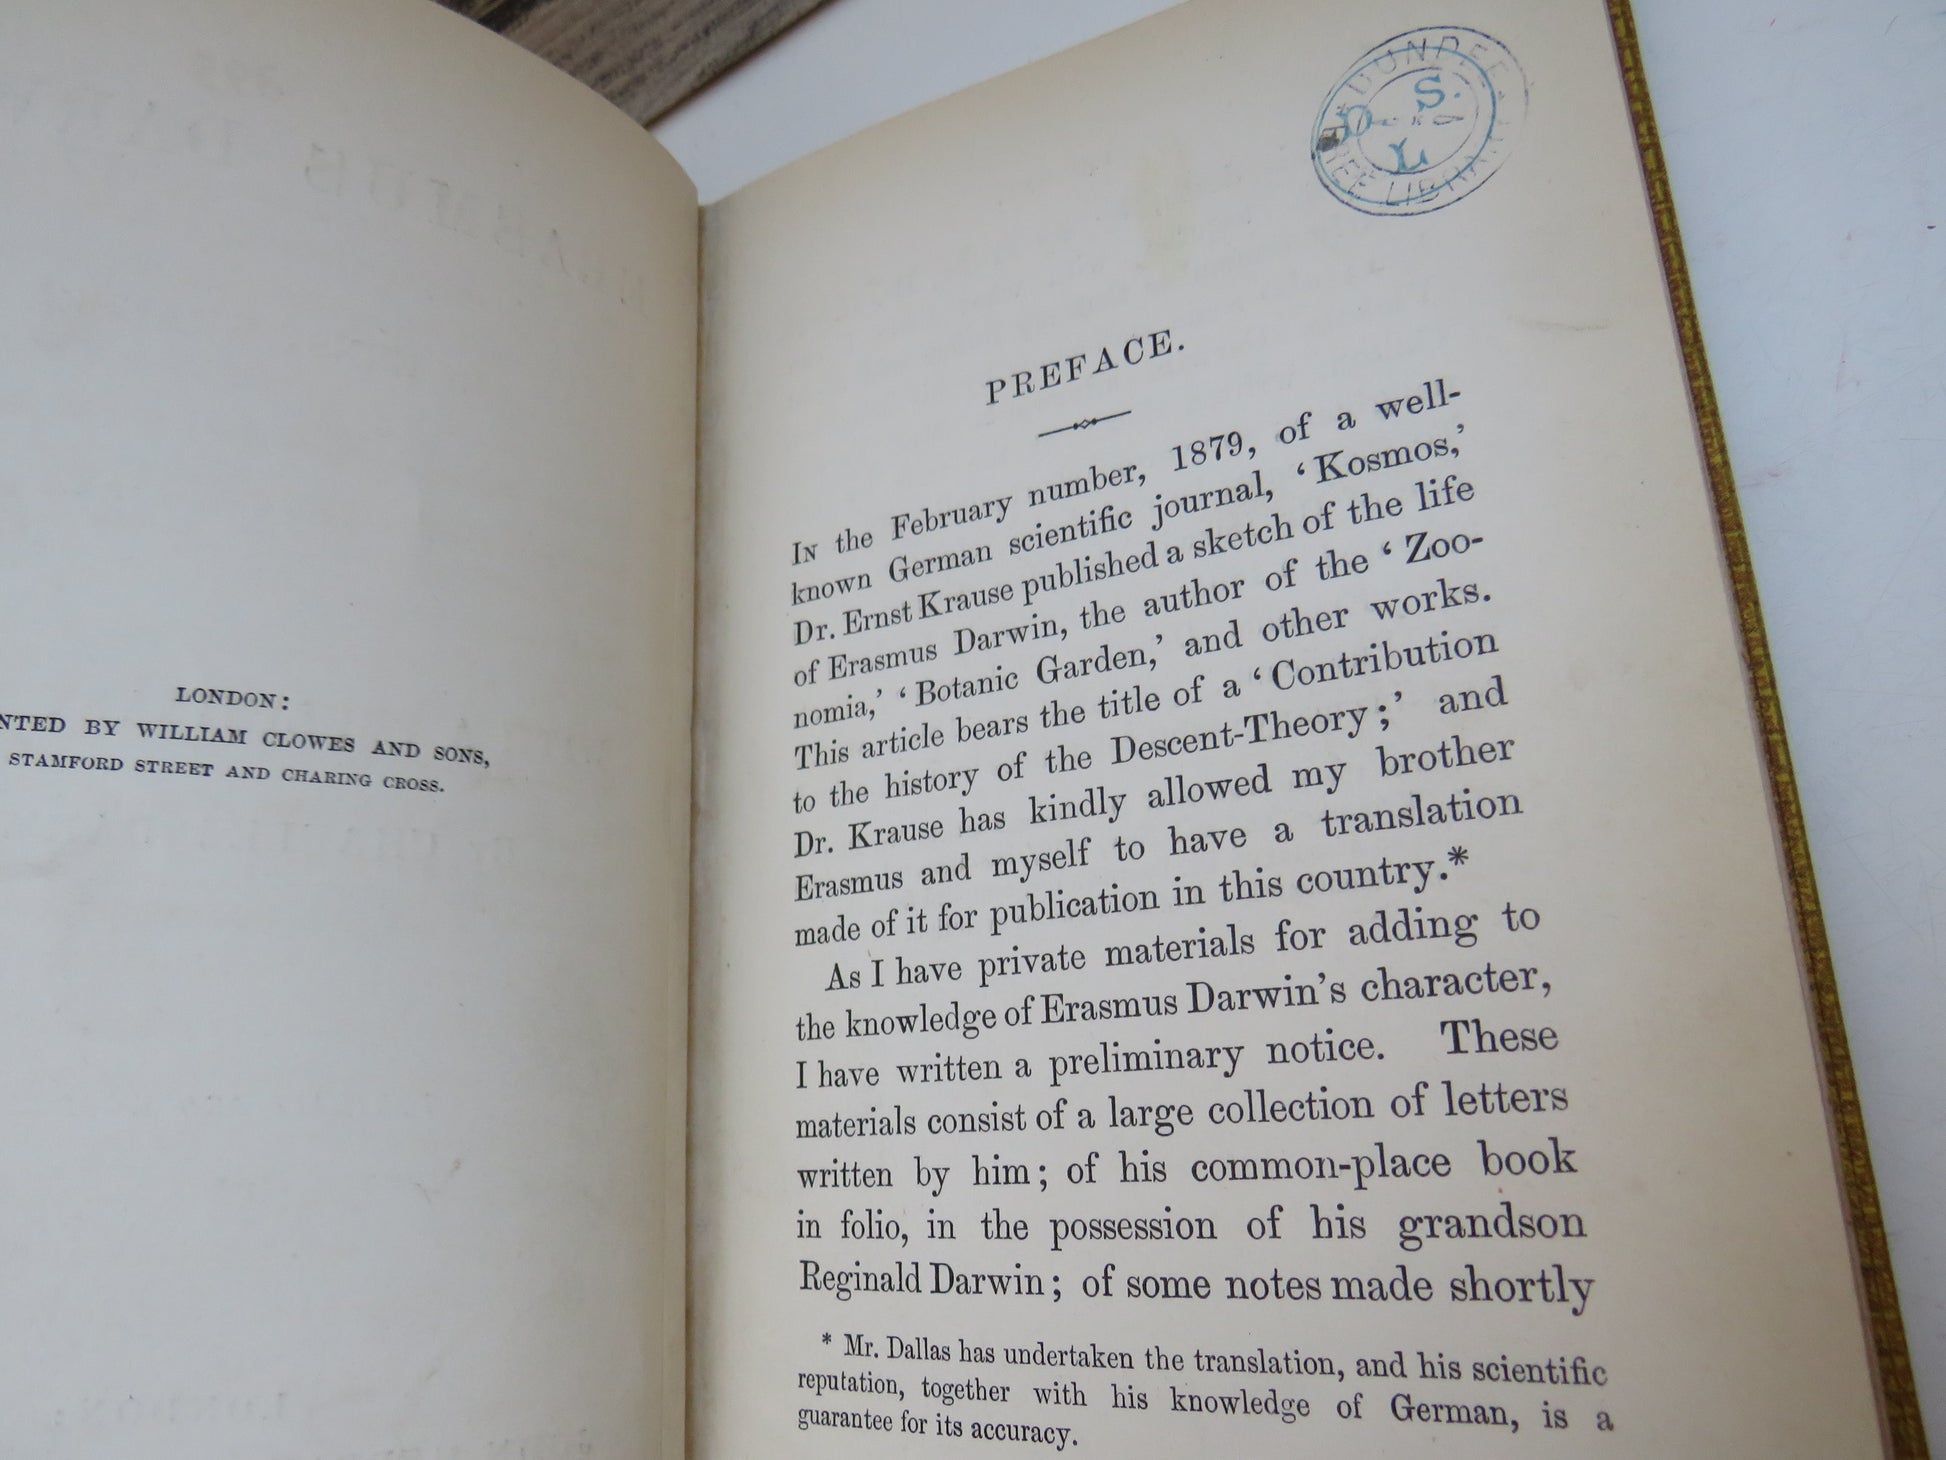 LONDON:
BY WILLIAM CLOWES AND SONS,
STAMFORD STREET AND CHARING CROSS.
DUNDEE
FREE LIBRARY
D. S.
L
PREFACE.
IN the February number, 1879, of a well-
known German scientific journal, ‘Kosmos,’
Dr. Ernst Krause published a sketch of the life
of Erasmus Darwin, the author of the ‘Zoo-
nomia,’ ‘Botanic Garden,’ and other works.
This article bears the title of a ‘Contribution
to the history of the Descent-Theory;’ and
Dr. Krause has kindly allowed my brother
Erasmus and myself to have a translation
made of it for publication in this country.*
As I have private materials for adding to
the knowledge of Erasmus Darwin’s character,
I have written a preliminary notice. These
materials consist of a large collection of letters
written by him; of his common-place book
in folio, in the possession of his grandson
Reginald Darwin; of some notes made shortly
* Mr. Dallas has undertaken the translation, and his scientific
reputation, together with his knowledge of German, is a
guarantee for its accuracy.